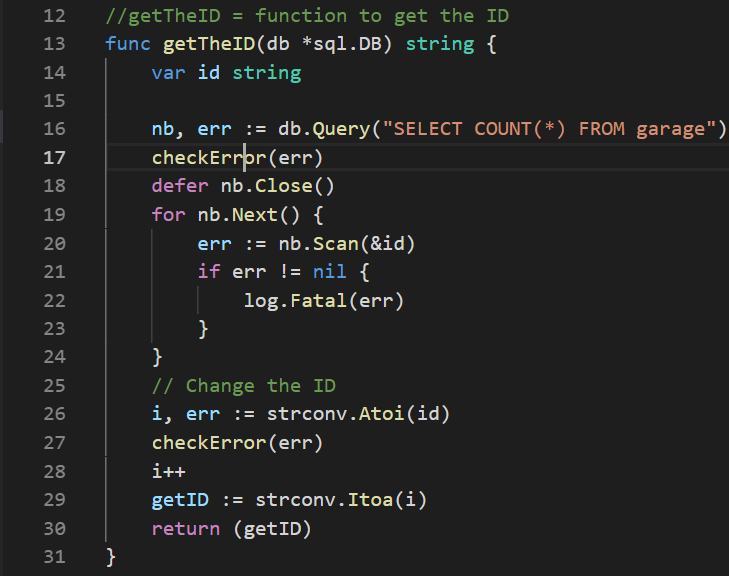 12 //getTheID = function to get the ID
13 func getTheID(db *sql.DB) string {
14     var id string
15
16     nb, err := db.Query("SELECT COUNT(*) FROM garage")
17     checkError(err)
18     defer nb.Close()
19     for nb.Next() {
20         err := nb.Scan(&id)
21         if err != nil {
22             log.Fatal(err)
23         }
24     }
25     // Change the ID
26     i, err := strconv.Atoi(id)
27     checkError(err)
28     i++
29     getID := strconv.Itoa(i)
30     return (getID)
31 }